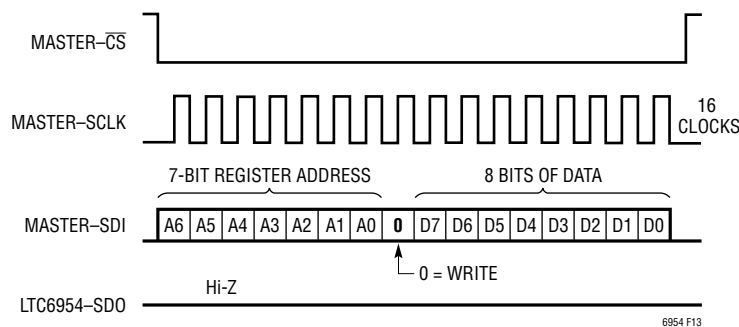 MASTER–C̅S̅
MASTER–SCLK
16
CLOCKS
7-BIT REGISTER ADDRESS
8 BITS OF DATA
MASTER–SDI
A6 A5 A4 A3 A2 A1 A0 0 D7 D6 D5 D4 D3 D2 D1 D0
0 = WRITE
Hi-Z
LTC6954–SDO
6954 F13